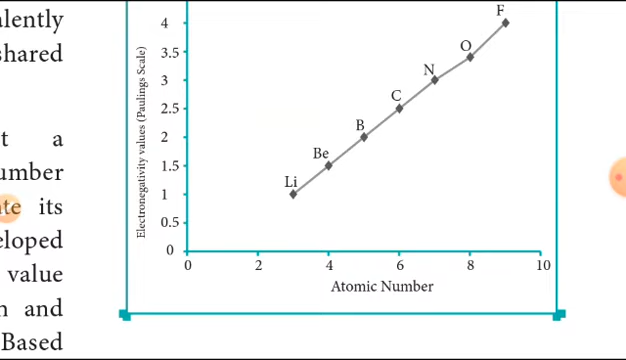 alently
shared
t a
umber
ate its
eloped
value
n and
Based
Electronegativity values (Paulings Scale)
4
3.5
3
2.5
2
1.5
1
0.5
0
F
O
N
C
B
Be
Li
0 2 4 6 8 10
Atomic Number